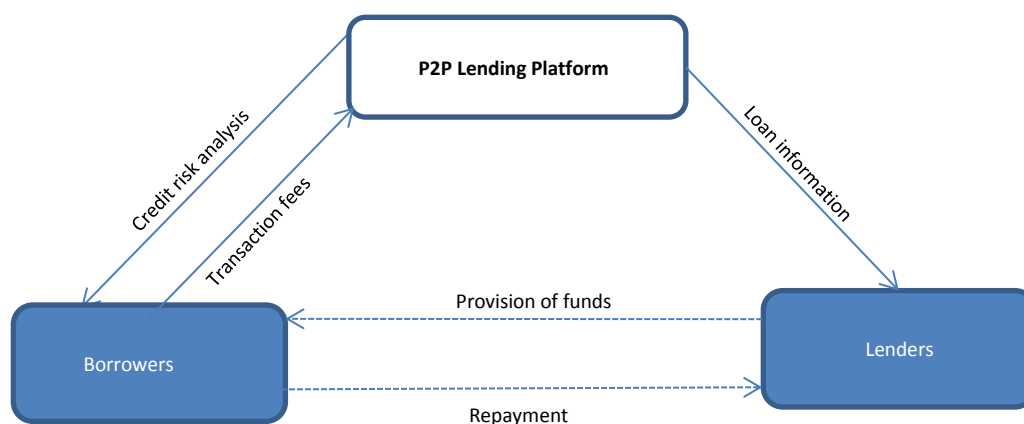 P2P Lending Platform
Credit risk analysis
Transaction fees
Loan information
Provision of funds
Borrowers
Lenders
Repayment